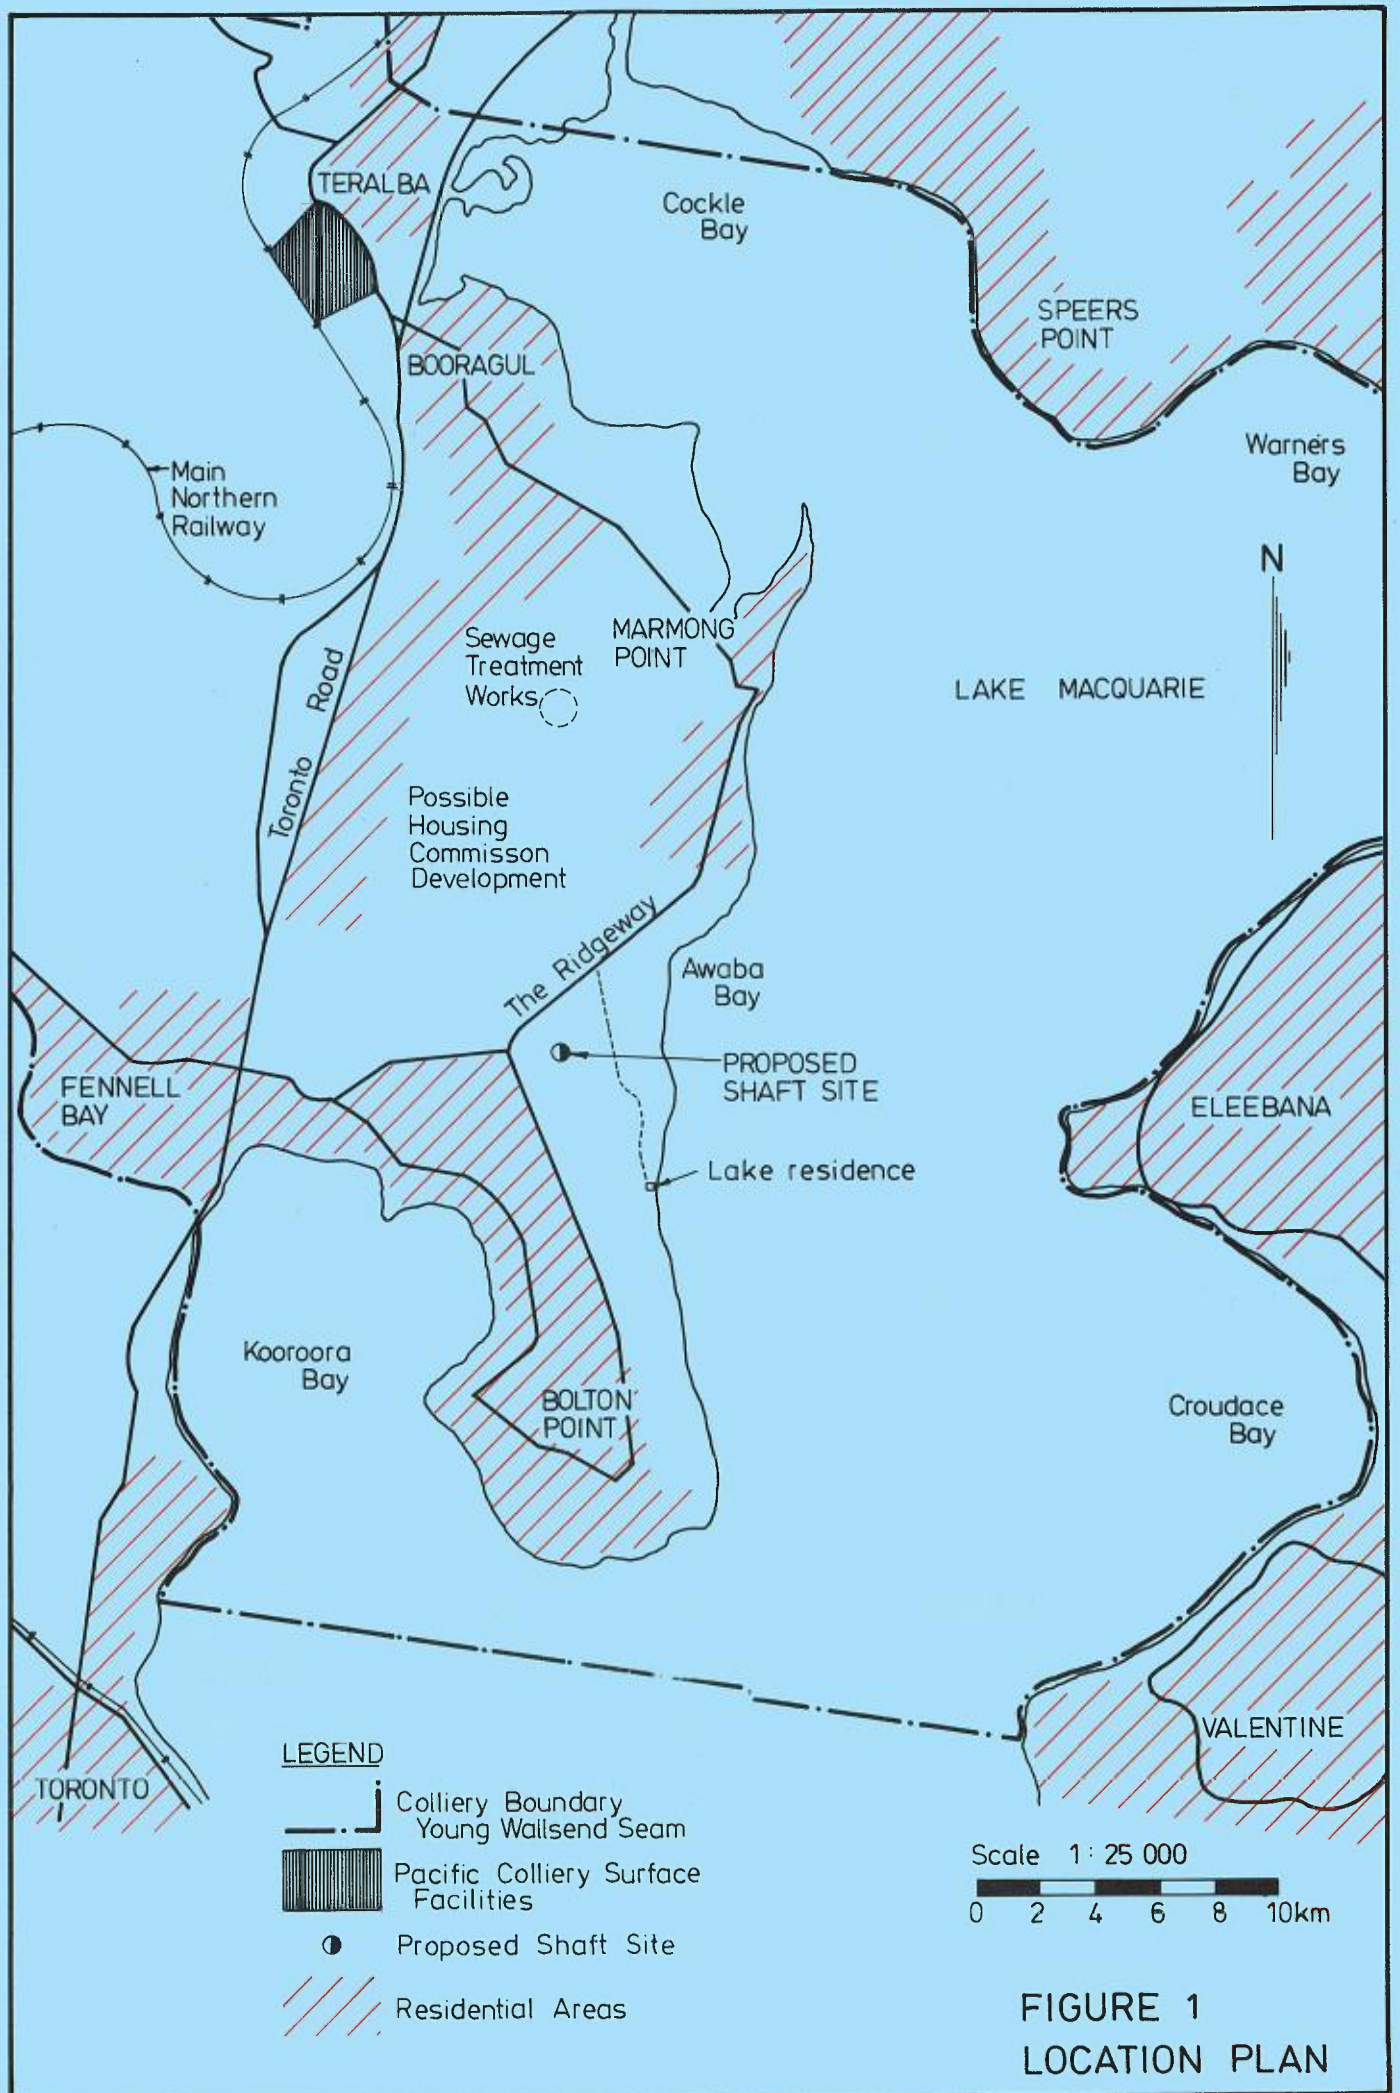 TERALBA
Cockle
Bay
SPEERS
POINT
BOORAGUL
Warners
Bay
Main
Northern
Railway
N
MARMONG
POINT
Sewage
Treatment
Works
Toronto Road
LAKE MACQUARIE
Possible
Housing
Commisson
Development
The Ridgeway
Awaba
Bay
PROPOSED
SHAFT SITE
FENNELL
BAY
ELEEBANA
Lake residence
Kooroora
Bay
BOLTON
POINT
Croudace
Bay
VALENTINE
TORONTO
LEGEND
Colliery Boundary
Young Wallsend Seam
Pacific Colliery Surface
Facilities
Proposed Shaft Site
Residential Areas
Scale 1: 25 000
0 2 4 6 8 10km
FIGURE 1
LOCATION PLAN